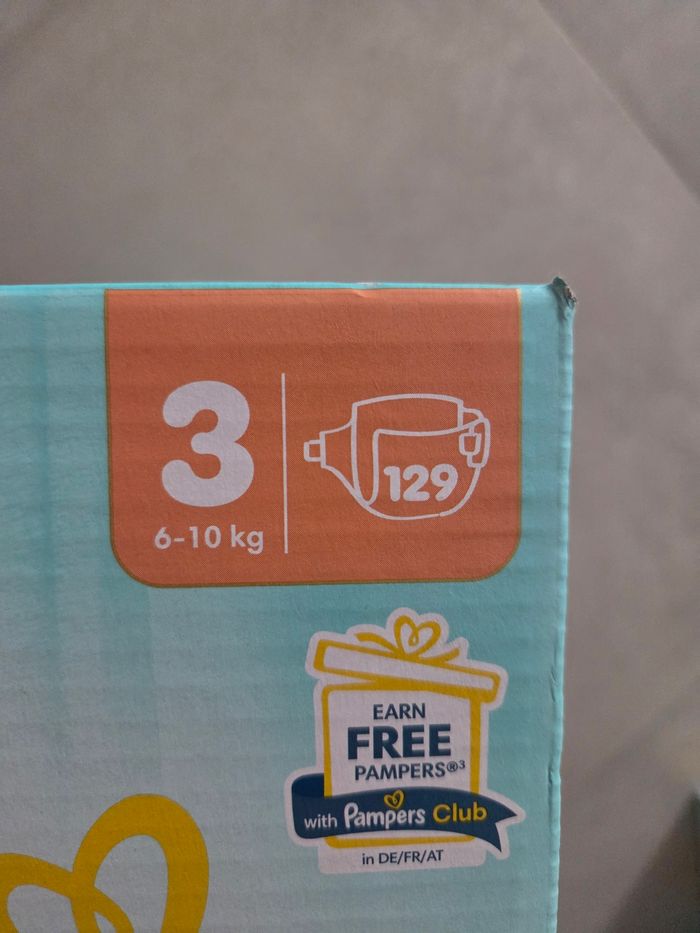 3
6-10 kg
129
EARN
FREE
PAMPERS®³
with Pampers Club
in DE/FR/AT